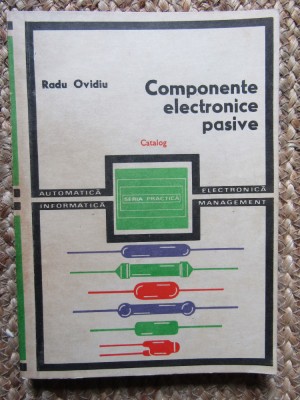 Radu Ovidiu
Componente
electronice
pasive
Catalog
AUTOMATICĂ
ELECTRONICĂ
SERIA PRACTICĂ
INFORMATICĂ
MANAGEMENT